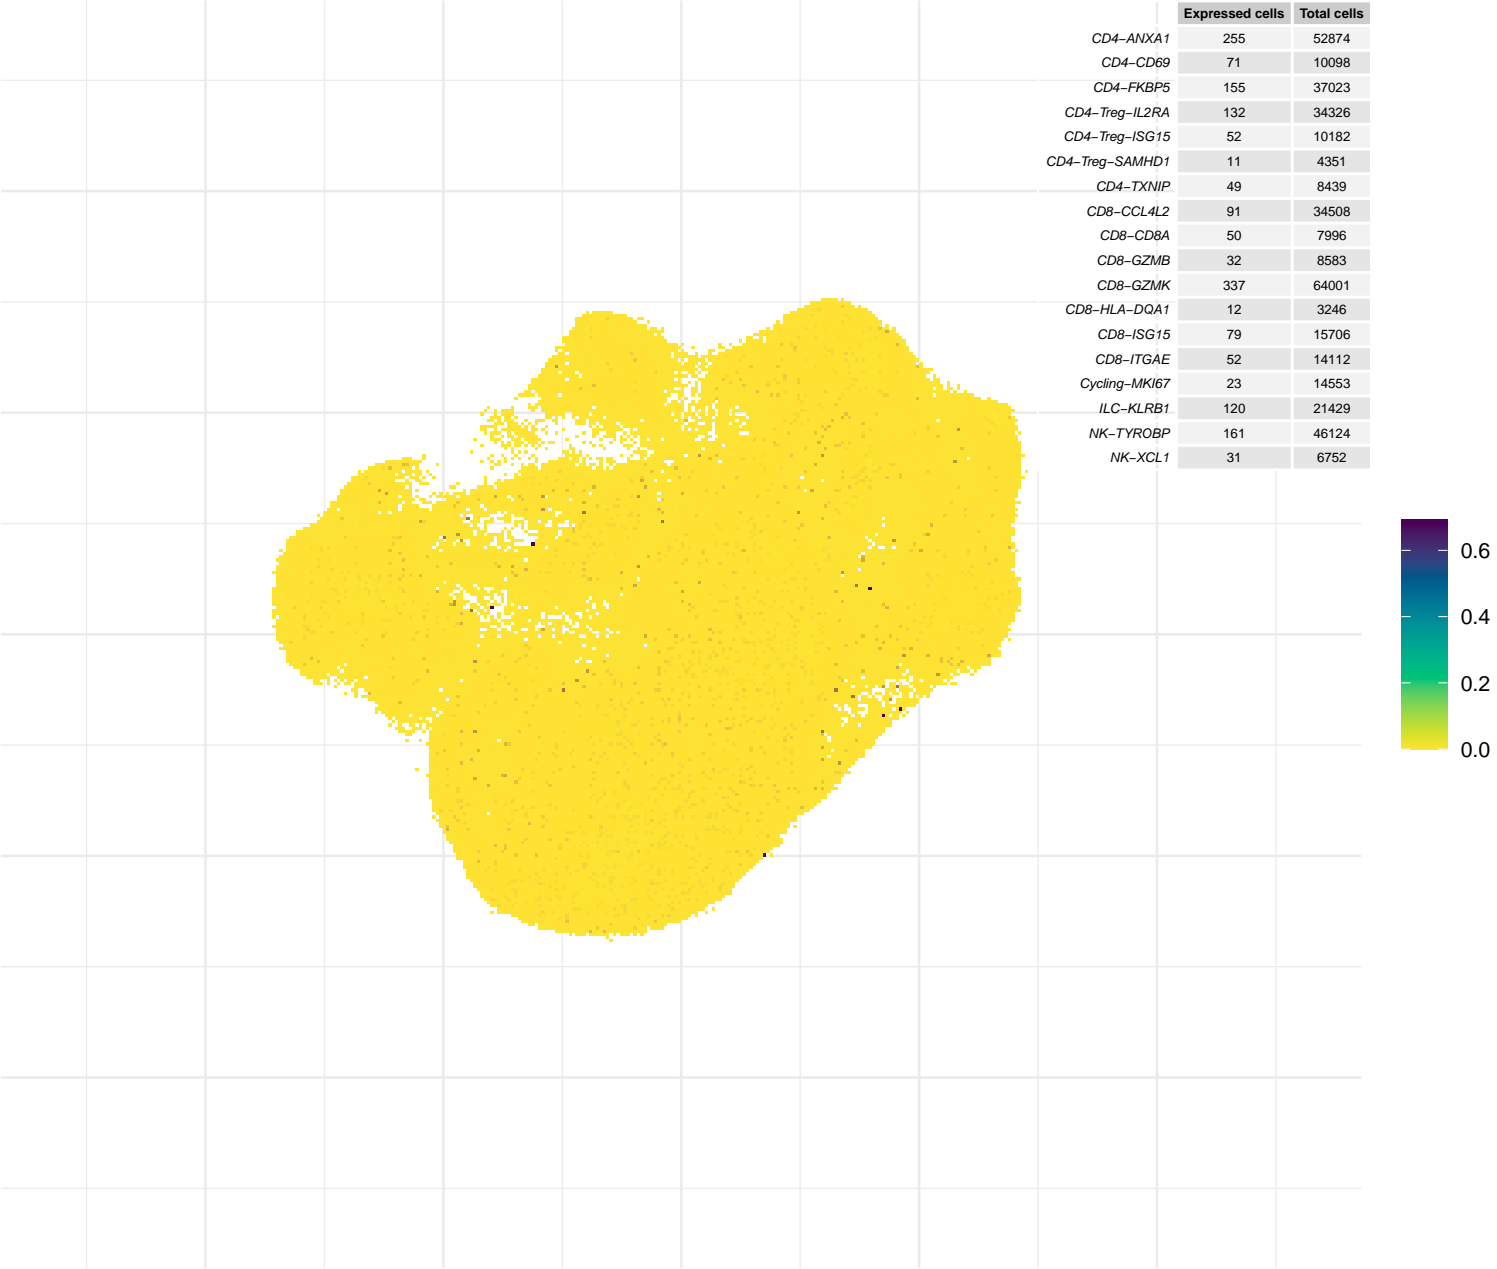 Expressed cells Total cells
CD4−ANXA1 255 52874
CD4−CD69 71 10098
CD4−FKBP5 155 37023
CD4−Treg−IL2RA 132 34326
CD4−Treg−ISG15 52 10182
CD4−Treg−SAMHD1 11 4351
CD4−TXNIP 49 8439
CD8−CCL4L2 91 34508
CD8−CD8A 50 7996
CD8−GZMB 32 8583
CD8−GZMK 337 64001
CD8−HLA−DQA1 12 3246
CD8−ISG15 79 15706
CD8−ITGAE 52 14112
Cycling−MKI67 23 14553
ILC−KLRB1 120 21429
NK−TYROBP 161 46124
NK−XCL1 31 6752
0.6
0.4
0.2
0.0